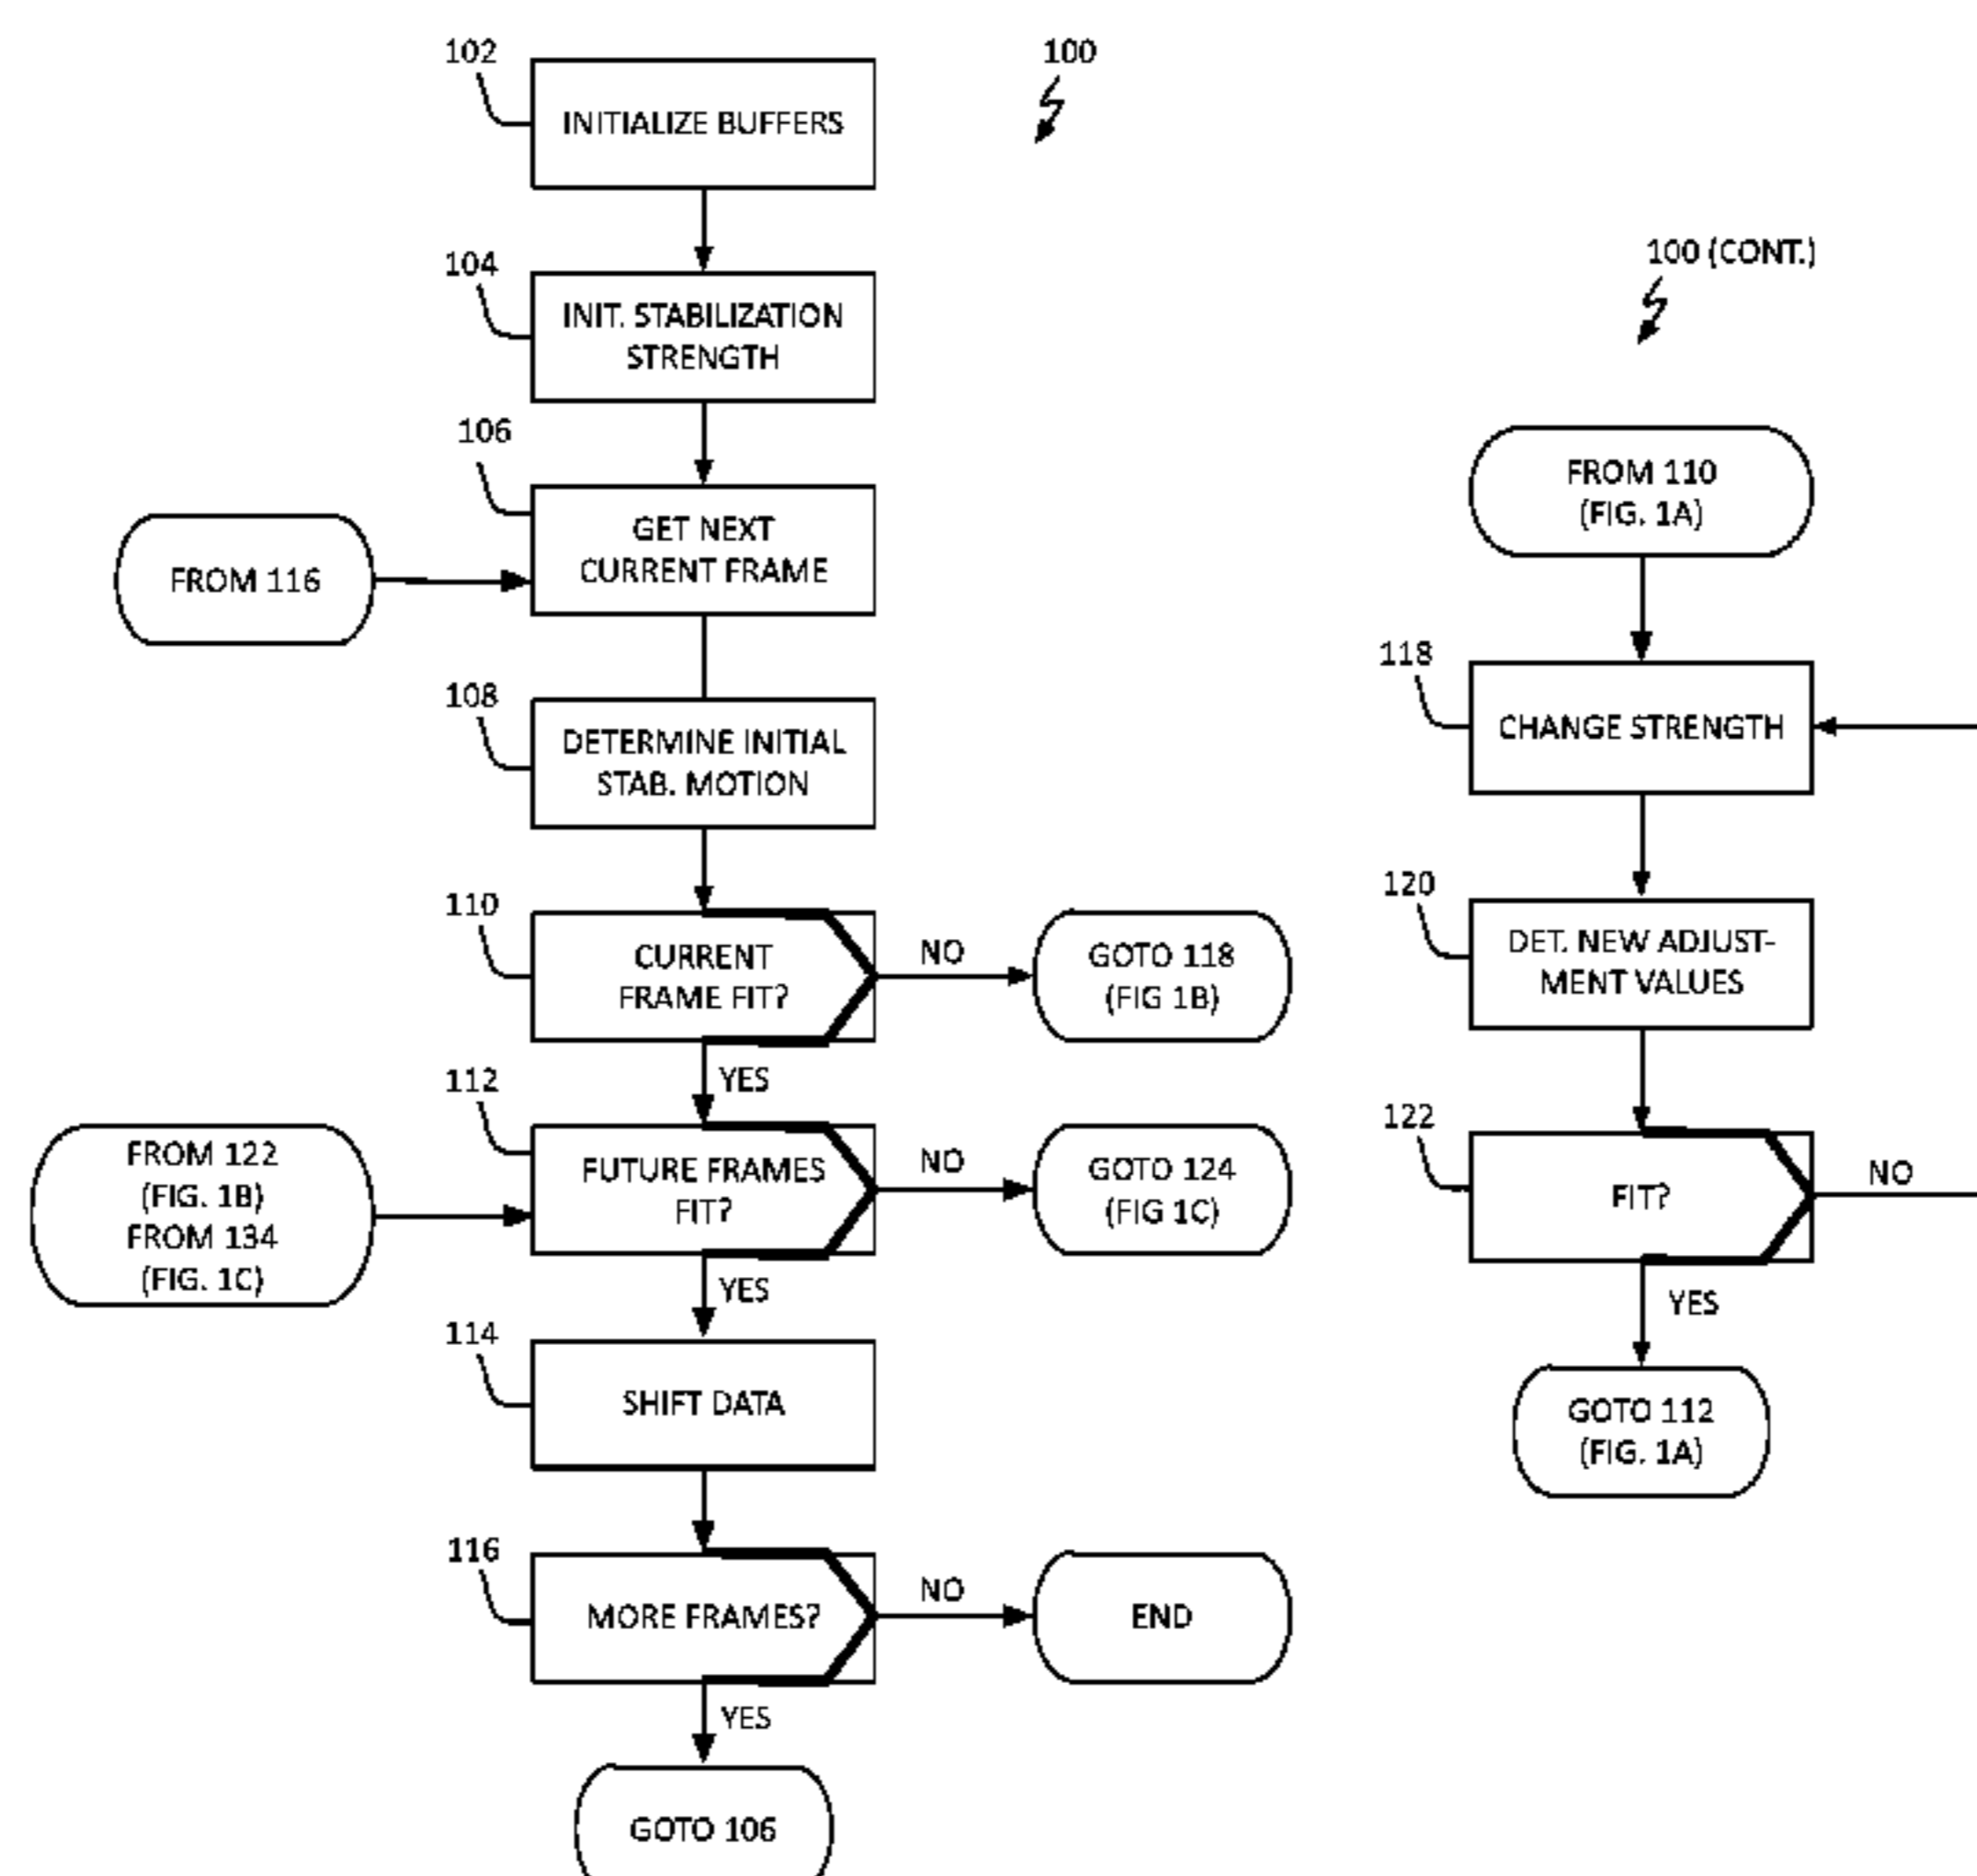 102
100
INITIALIZE BUFFERS
104
INIT. STABILIZATION
STRENGTH
106
GET NEXT
CURRENT FRAME
FROM 116
108
DETERMINE INITIAL
STAB. MOTION
110
CURRENT
FRAME FIT?
NO
GOTO 118
(FIG 1B)
YES
112
FROM 122
(FIG. 1B)
FROM 134
(FIG. 1C)
FUTURE FRAMES
FIT?
NO
GOTO 124
(FIG 1C)
YES
114
SHIFT DATA
116
MORE FRAMES?
NO
END
YES
GOTO 106
100 (CONT.)
FROM 110
(FIG. 1A)
118
CHANGE STRENGTH
120
DET. NEW ADJUST-
MENT VALUES
122
FIT?
NO
YES
GOTO 112
(FIG. 1A)